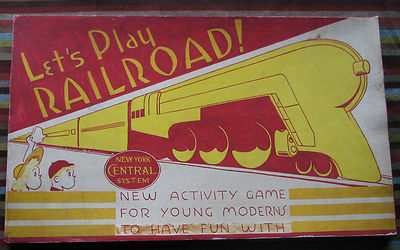 Let's Play
RAILROAD!
NEW YORK
CENTRAL
SYSTEM
NEW ACTIVITY GAME
FOR YOUNG MODERNS
TO HAVE FUN WITH